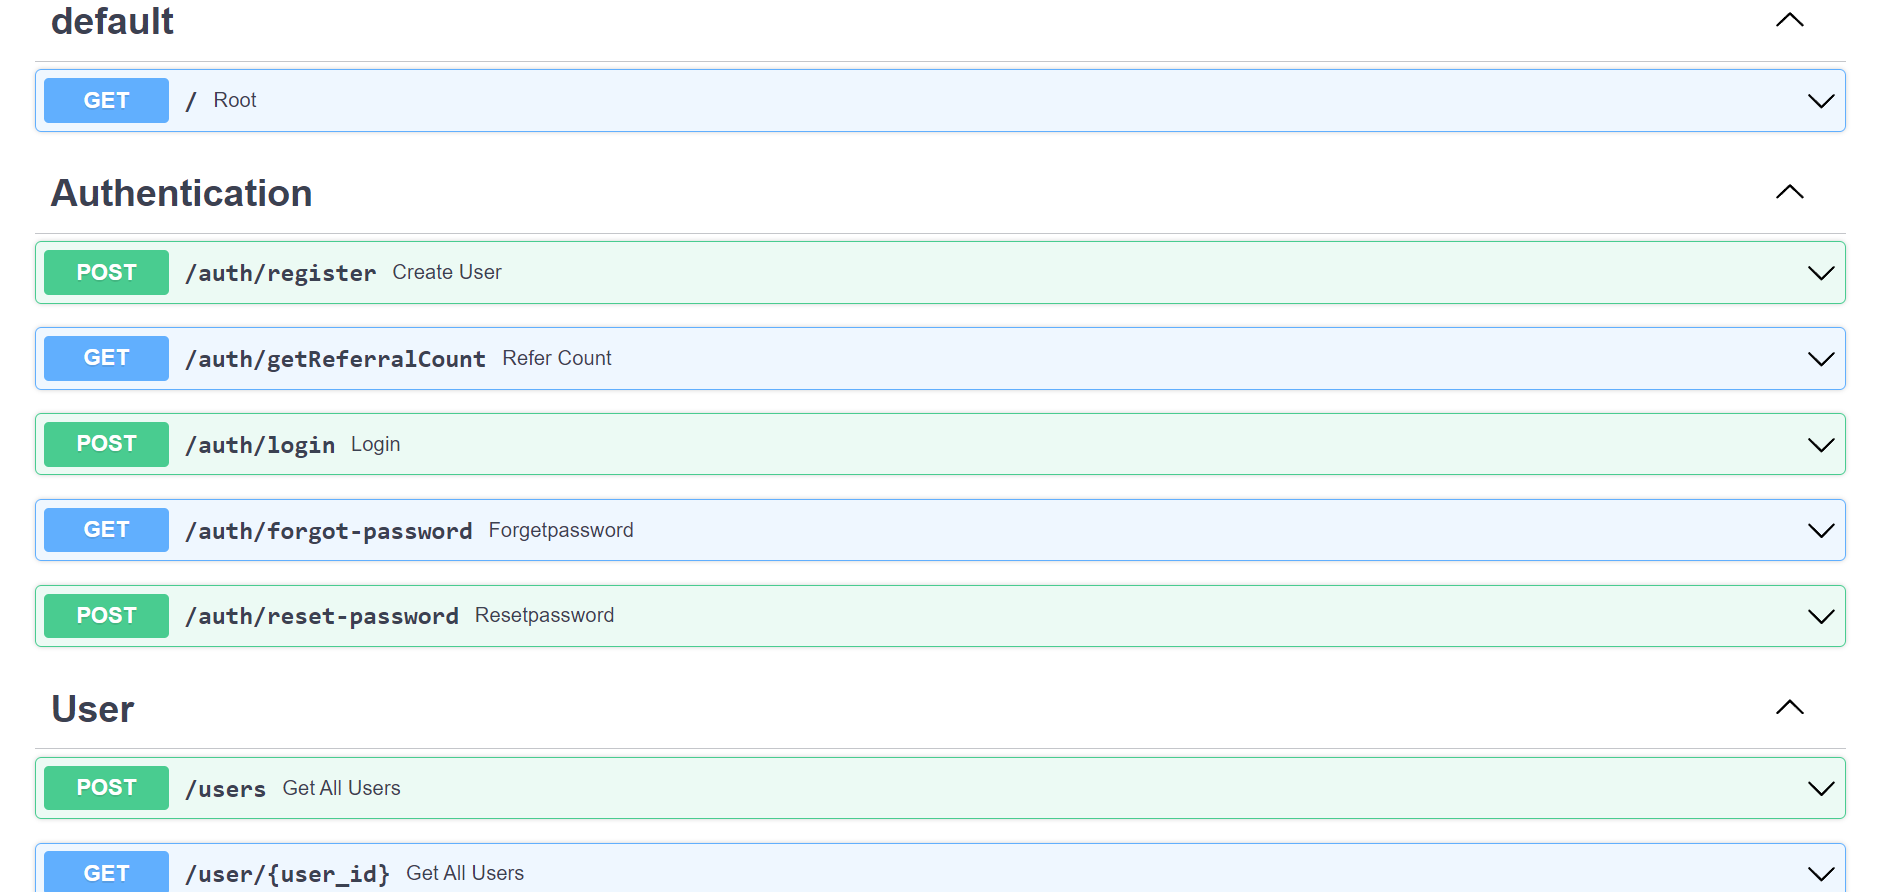 default
GET / Root
Authentication
POST /auth/register Create User
GET /auth/getReferralCount Refer Count
POST /auth/login Login
GET /auth/forgot-password Forgetpassword
POST /auth/reset-password Resetpassword
User
POST /users Get All Users
GET /user/{user_id} Get All Users